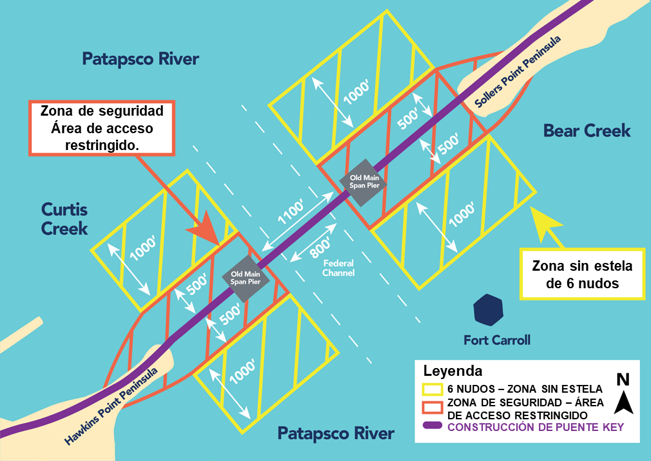 Patapsco River
Sollers Point Peninsula
1000'
Zona de seguridad
Área de acceso
restringido.
500'
500'
Bear Creek
Old Main
Span Pier
Curtis
Creek
1100'
1000'
800'
1000'
Federal
Channel
Zona sin estela
de 6 nudos
Old Main
Span Pier
500'
500'
Fort Carroll
1000'
Hawkins Point Peninsula
Patapsco River
Leyenda
6 NUDOS – ZONA SIN ESTELA
ZONA DE SEGURIDAD – ÁREA
DE ACCESO RESTRINGIDO
CONSTRUCCIÓN DE PUENTE KEY
N